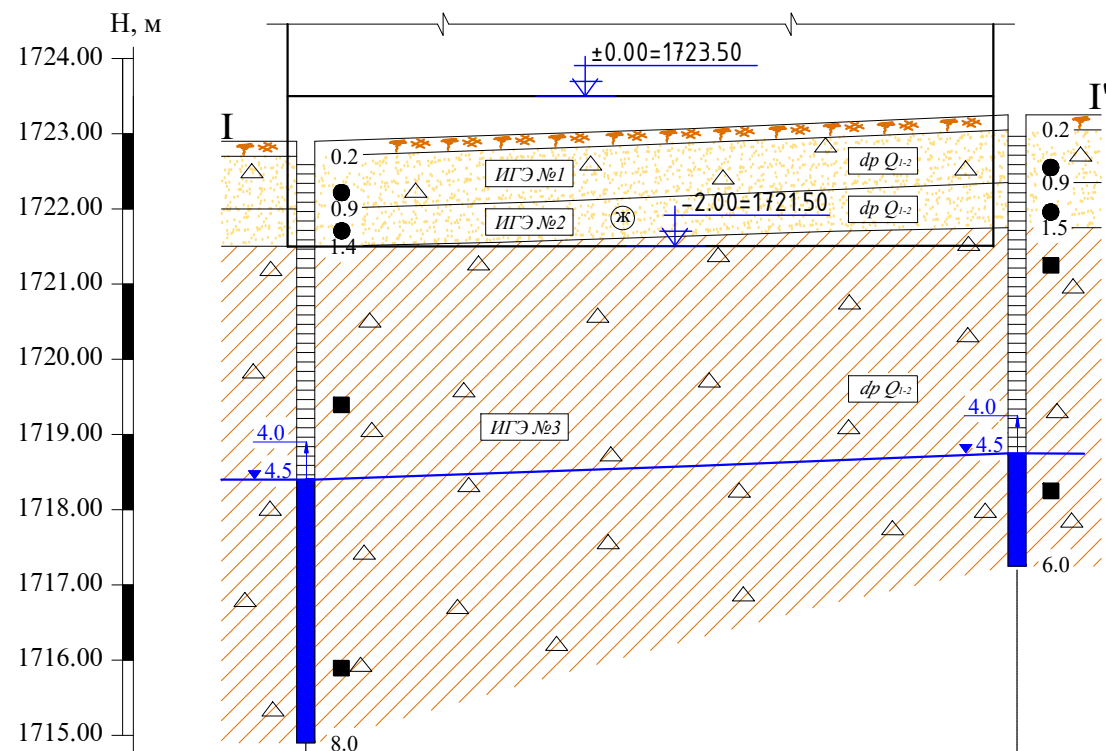 Н, м
±0.00=1723.50
1724.00
I
I'
0.2
0.2
1723.00
ИГЭ №1
dp Q1-2
0.9
0.9
1722.00
ИГЭ №2
ж
-2.00=1721.50
dp Q1-2
1.4
1.5
1721.00
1720.00
ИГЭ №3
dp Q1-2
1719.00
4.0
4.0
4.5
4.5
1718.00
1717.00
6.0
1716.00
1715.00
8.0